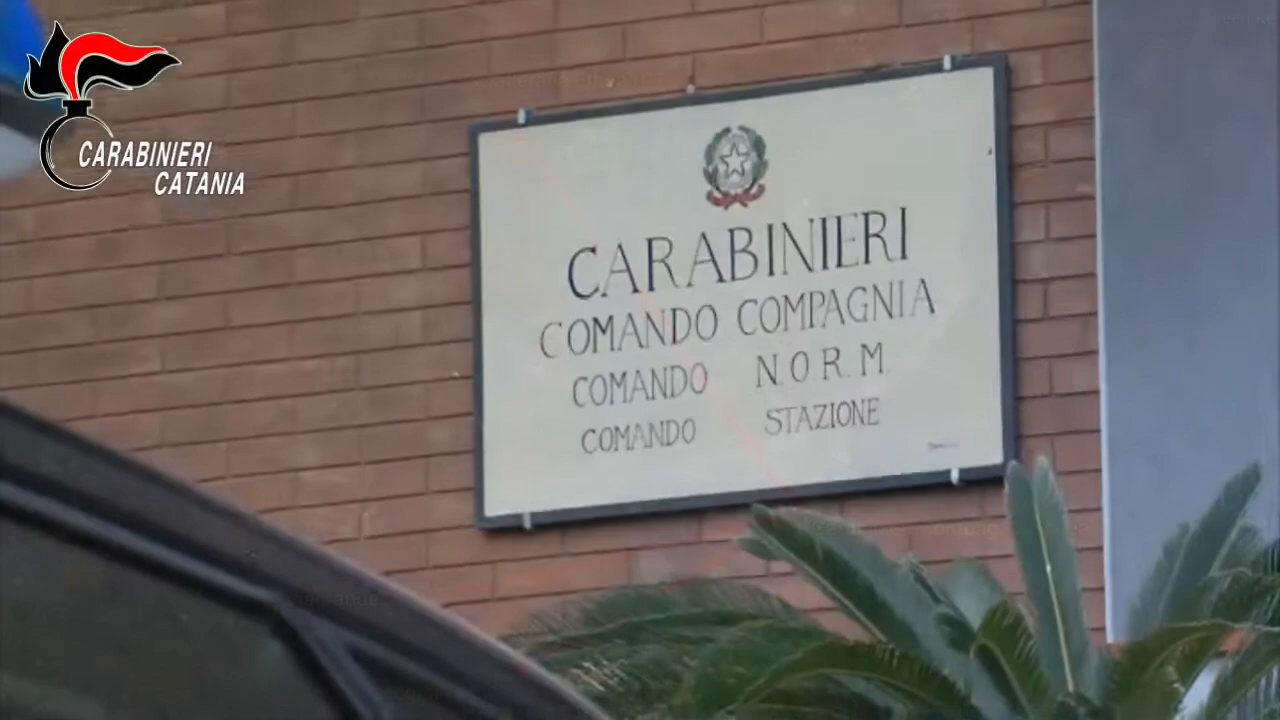 CARABINIERI
CATANIA
CARABINIERI
COMANDO COMPAGNIA
COMANDO N.O.R.M.
COMANDO STAZIONE